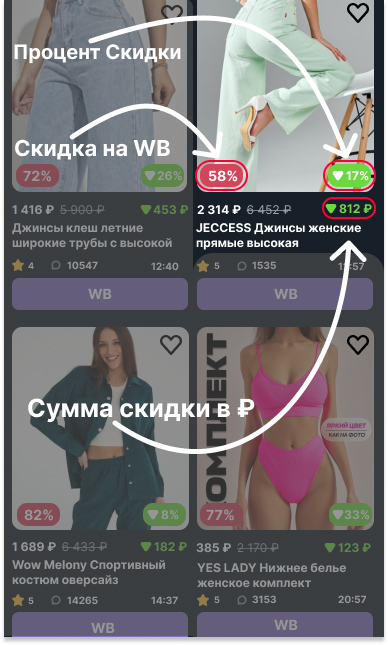 Процент Скидки
Скидка на WB
72%
26%
58%
17%
1 416 ₽ 5 900 ₽ 453 ₽
2 314 ₽ 6 452 ₽ 812 ₽
Джинсы клеш летние
широкие трубы с высокой
JECCESS Джинсы женские
прямые высокая
4 10547 12:40
5 1535
WB
WB
Сумма скидки в ₽
КОМПЛЕКТ
ЯРКИЙ ЦВЕТ
КАК НА ФОТО
82%
8%
77%
33%
1 689 ₽ 6 433 ₽ 182 ₽
385 ₽ 2 170 ₽ 123 ₽
Wow Melony Спортивный
костюм оверсайз
YES LADY Нижнее белье
женское комплект
5 14265 14:37
5 3153 20:57
WB
WB